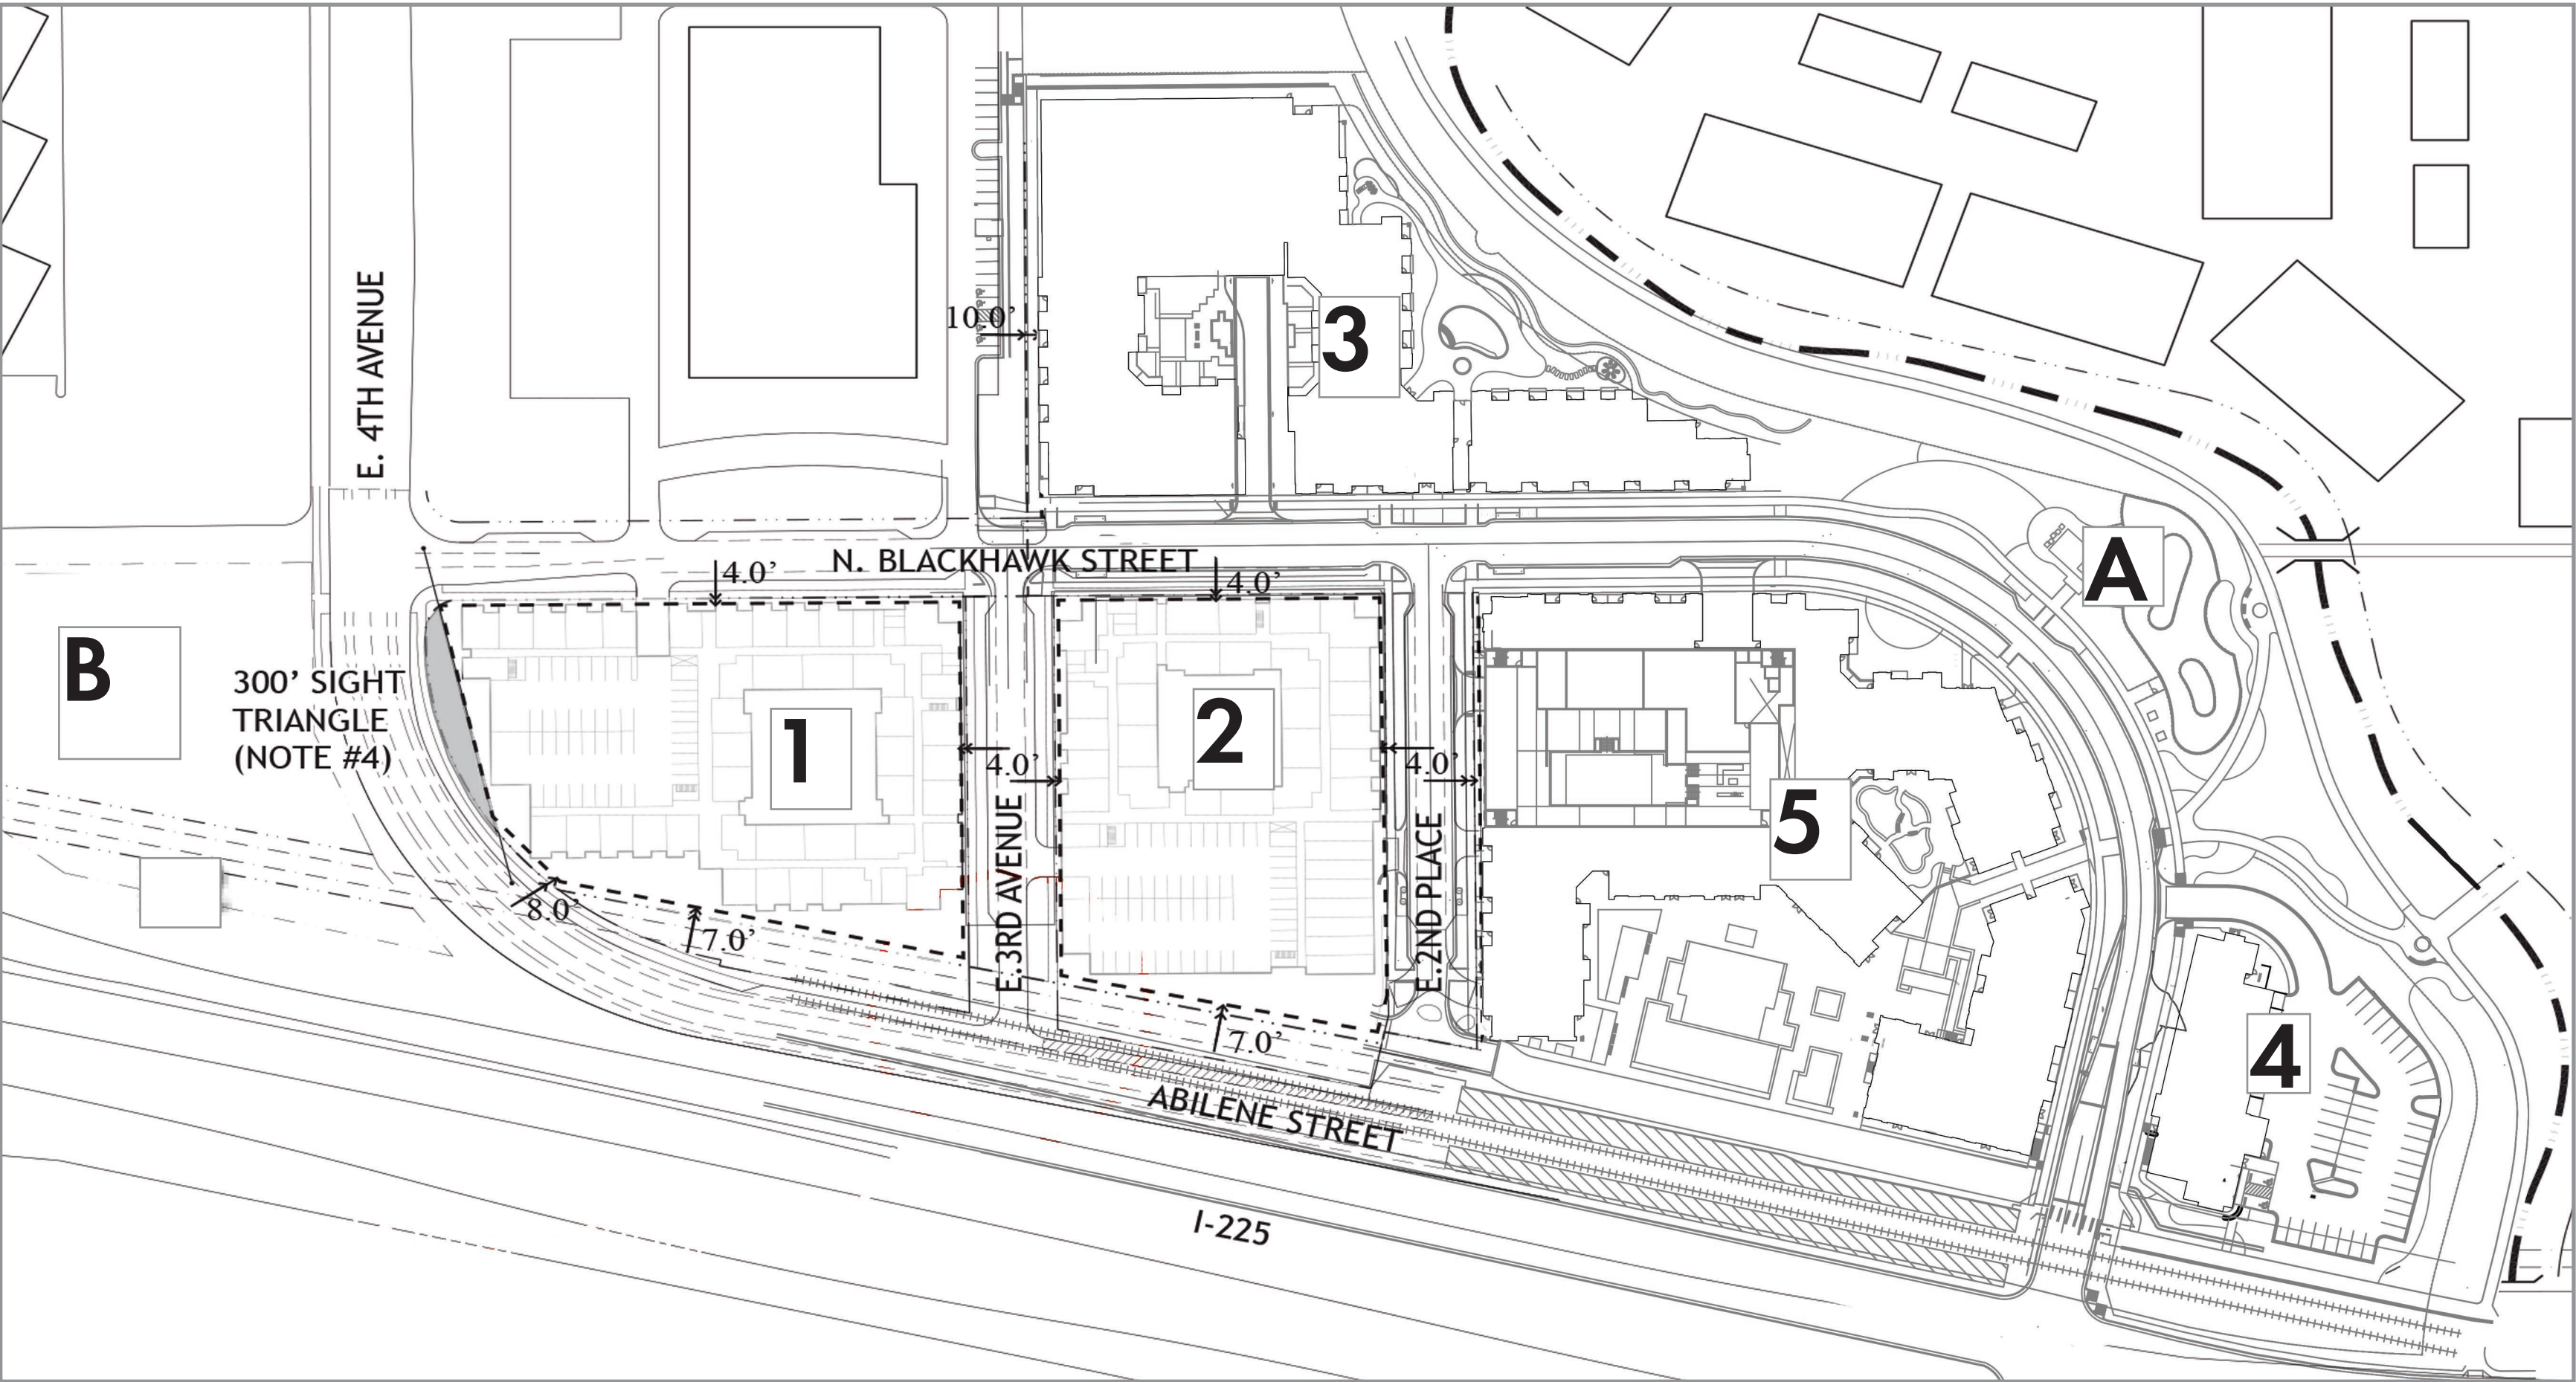 E. 4TH AVENUE
10.0'
3
N. BLACKHAWK STREET
4.0'
4.0'
A
B
300' SIGHT
TRIANGLE
(NOTE #4)
1
2
4.0'
4.0'
5
E.3RD AVENUE
E.2ND PLACE
8.0'
7.0'
7.0'
4
ABILENE STREET
I-225